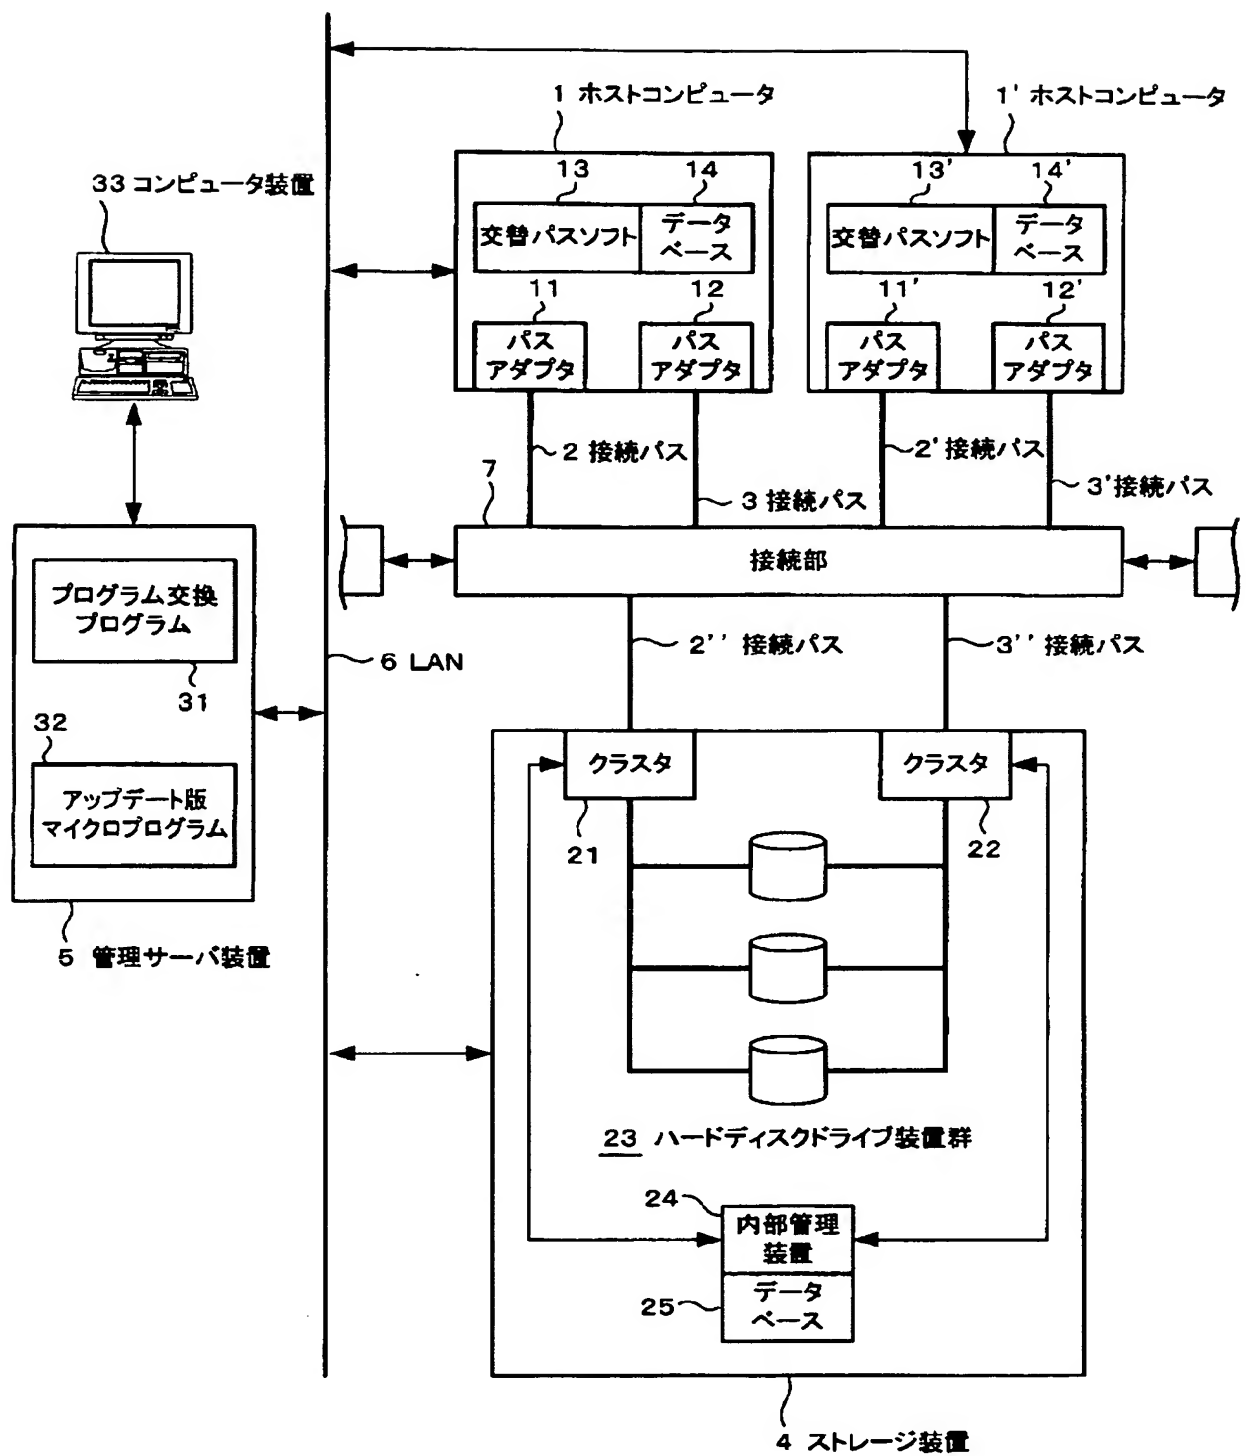 1 ホストコンピュータ
1' ホストコンピュータ
33 コンピュータ装置
13
14
13'
14'
交替パスソフト
データ
ベース
交替パスソフト
データ
ベース
11
12
11'
12'
パス
アダプタ
パス
アダプタ
パス
アダプタ
パス
アダプタ
2 接続パス
2' 接続パス
3 接続パス
3' 接続パス
7
接続部
プログラム交換
プログラム
31
32
アップデート版
マイクロプログラム
5 管理サーバ装置
6 LAN
2'' 接続パス
3'' 接続パス
クラスタ
クラスタ
21
22
23 ハードディスクドライブ装置群
24
内部管理
装置
25
データ
ベース
4 ストレージ装置